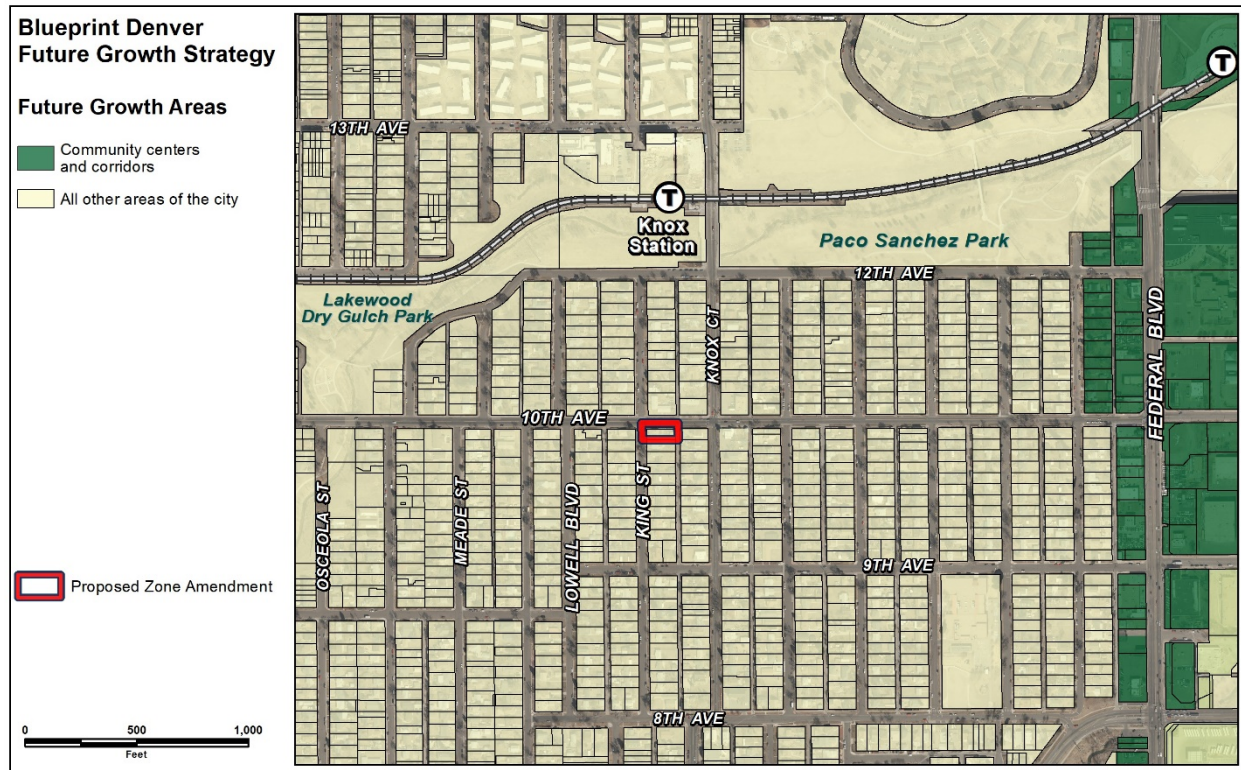 Blueprint Denver
Future Growth Strategy
Future Growth Areas
Community centers
and corridors
All other areas of the city
Proposed Zone Amendment
0 500 1,000
Feet
T
13TH AVE
T
Knox
Station
Paco Sanchez Park
12TH AVE
Lakewood
Dry Gulch Park
KNOX CT
FEDERAL BLVD
10TH AVE
OSCEOLA ST
MEADE ST
LOWELL BLVD
KING ST
9TH AVE
8TH AVE